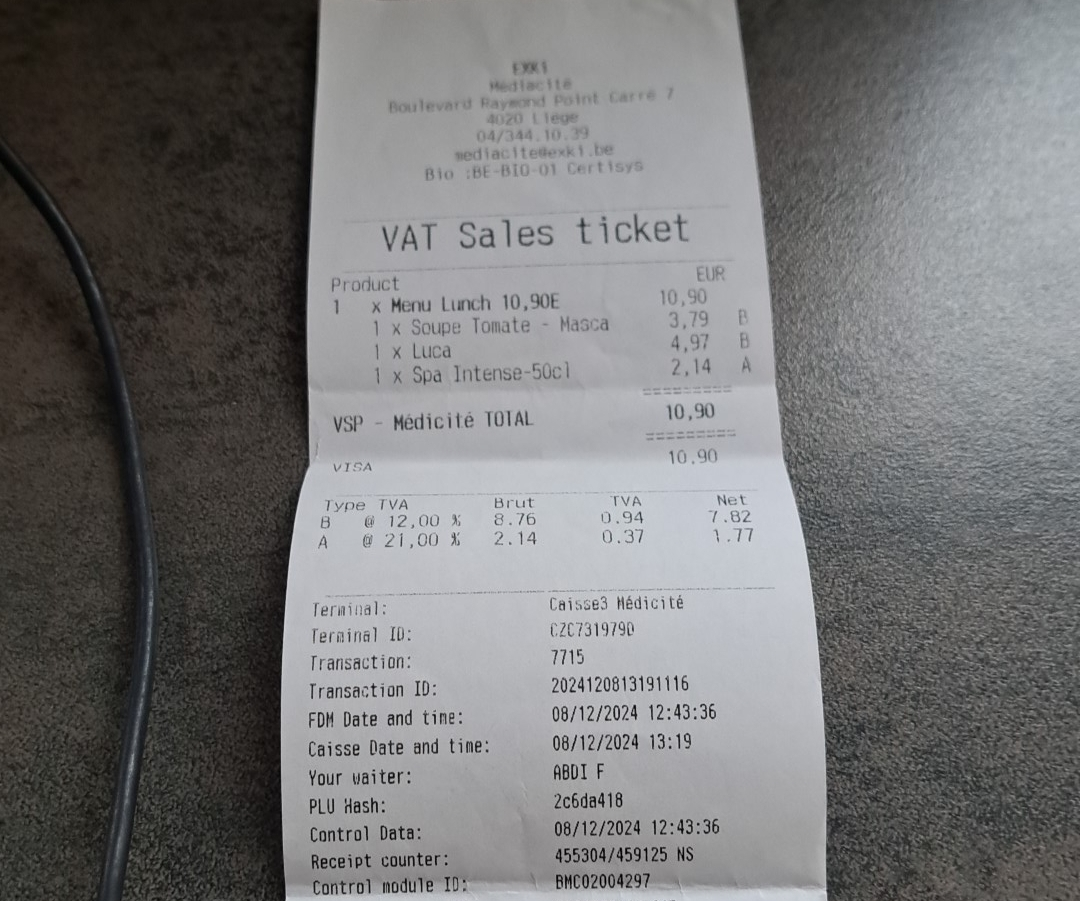 EXKI
Médiacité
Boulevard Raymond Point Carré 7
4020 Liège
04/344.10.39
mediacite@exki.be
Bio :BE-BIO-01 Certisys
VAT Sales ticket
Product EUR
1 x Menu Lunch 10,90E 10,90
1 x Soupe Tomate - Masca 3,79 B
1 x Luca 4,97 B
1 x Spa Intense-50cl 2,14 A
=========
VSP - Médicité TOTAL 10,90
=========
VISA 10,90
Type TVA Brut TVA Net
B @ 12,00 % 8.76 0.94 7.82
A @ 21,00 % 2.14 0.37 1.77
Terminal: Caisse3 Médicité
Terminal ID: CZC7319790
Transaction: 7715
Transaction ID: 2024120813191116
FDM Date and time: 08/12/2024 12:43:36
Caisse Date and time: 08/12/2024 13:19
Your waiter: ABDI F
PLU Hash: 2c6da418
Control Data: 08/12/2024 12:43:36
Receipt counter: 455304/459125 NS
Control module ID: BMC02004297